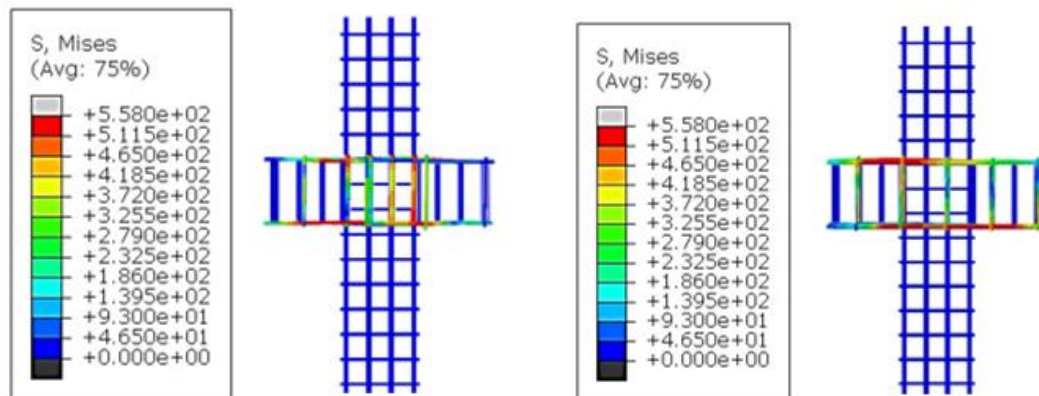 S, Mises
(Avg: 75%)
+5.580e+02
+5.115e+02
+4.650e+02
+4.185e+02
+3.720e+02
+3.255e+02
+2.790e+02
+2.325e+02
+1.860e+02
+1.395e+02
+9.300e+01
+4.650e+01
+0.000e+00
S, Mises
(Avg: 75%)
+5.580e+02
+5.115e+02
+4.650e+02
+4.185e+02
+3.720e+02
+3.255e+02
+2.790e+02
+2.325e+02
+1.860e+02
+1.395e+02
+9.300e+01
+4.650e+01
+0.000e+00